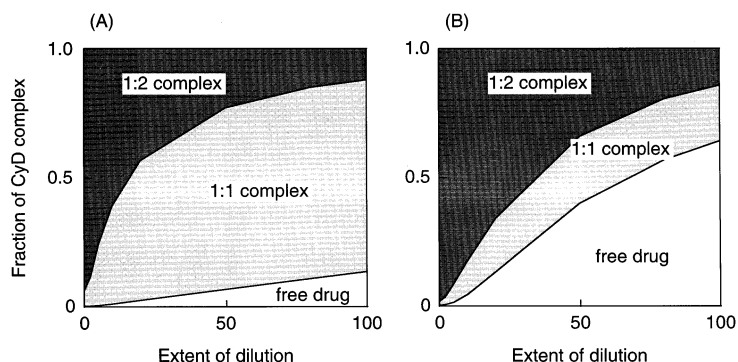 (A)
(B)
Fraction of CyD complex
1.0
0.5
0
1:2 complex
1:1 complex
free drug
0
50
100
Extent of dilution
1.0
0.5
0
1:2 complex
1:1 complex
free drug
0
50
100
Extent of dilution